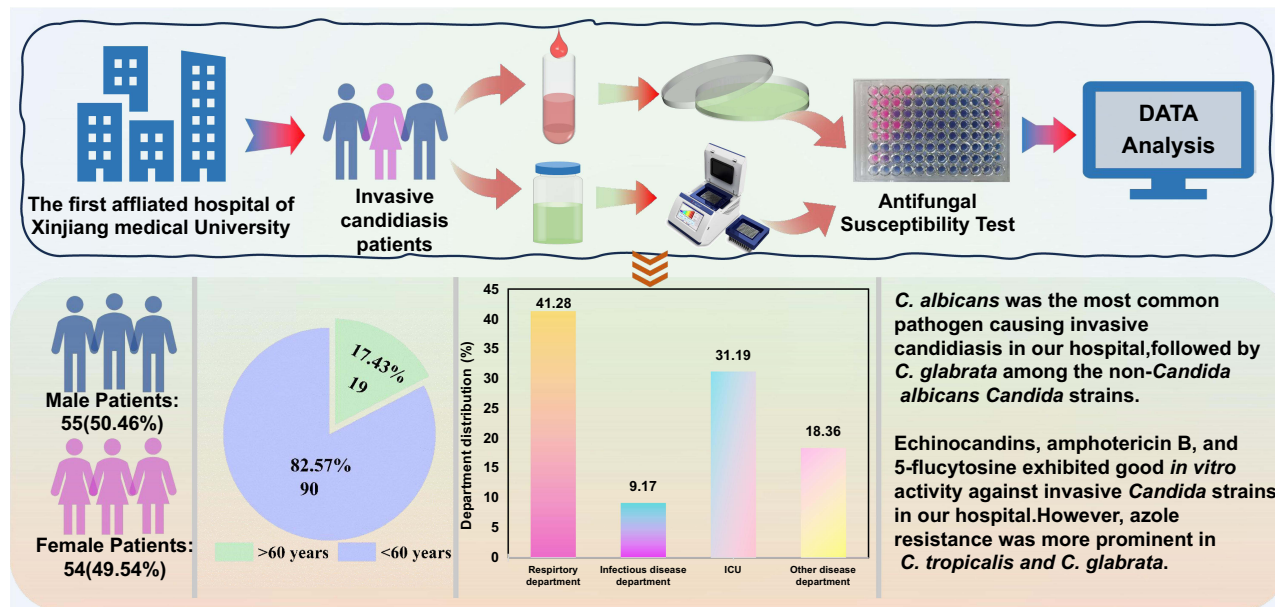 The first affliated hospital of
Xinjiang medical University
Invasive
candidiasis
patients
Antifungal
Susceptibility Test
DATA
Analysis
Male Patients:
55(50.46%)
Female Patients:
54(49.54%)
17.43%
19
82.57%
90
>60 years
<60 years
Department distribution (%)
45
40
35
30
25
20
15
10
5
0
41.28
9.17
31.19
18.36
Respirtory
department
Infectious disease
department
ICU
Other disease
department
C. albicans was the most common
pathogen causing invasive
candidiasis in our hospital,followed by
C. glabrata among the non-Candida
albicans Candida strains.
Echinocandins, amphotericin B, and
5-flucytosine exhibited good in vitro
activity against invasive Candida strains
in our hospital.However, azole
resistance was more prominent in
C. tropicalis and C. glabrata.